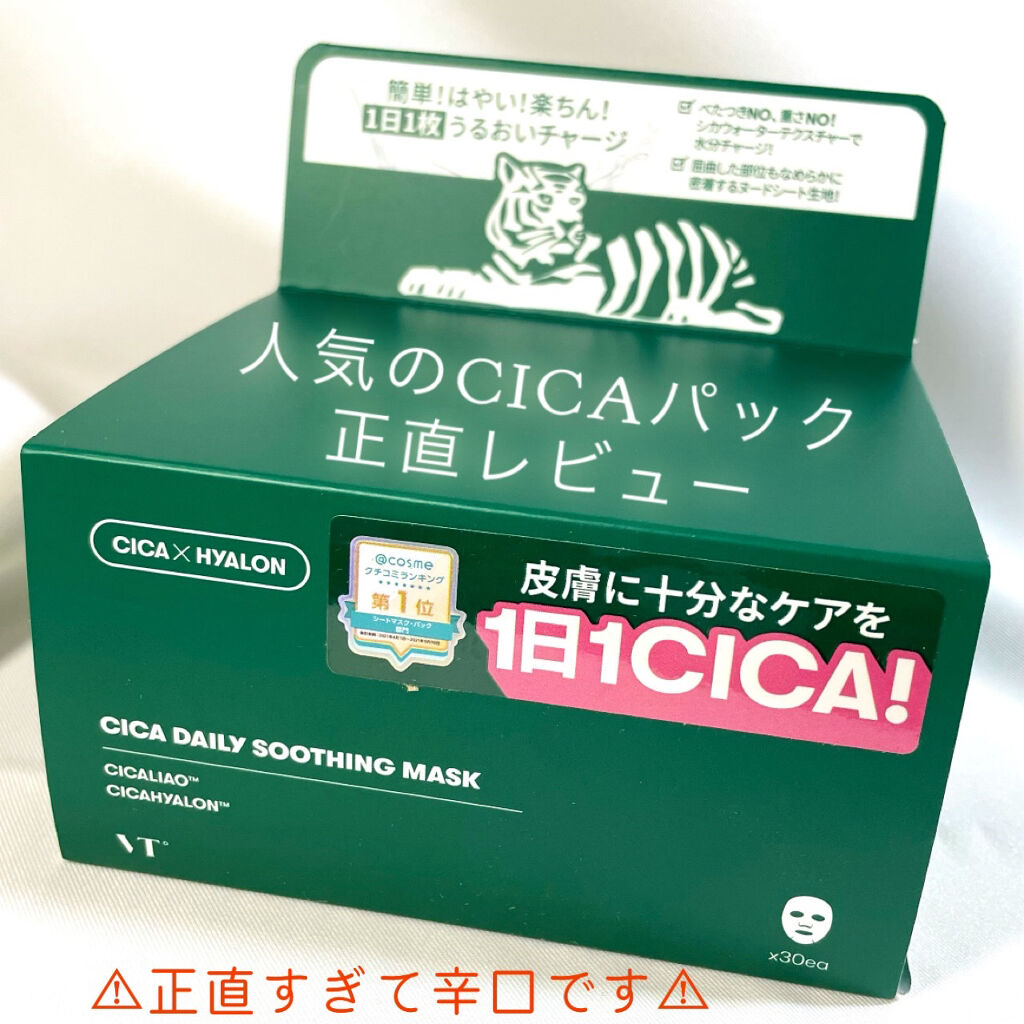 簡単!はやい!楽ちん!
1日1枚うるおいチャージ
べたつきNO、重さNO!
シカウォーターテクスチャーで
水分チャージ!
屈曲した部位もなめらかに
密着するヌードシート生地!
人気のCICAパック
正直レビュー
CICA×HYALON
@cosme
クチコミランキング
第1位
シートマスク・パック
部門
皮膚に十分なケアを
1日1CICA!
CICA DAILY SOOTHING MASK
CICALIAO™
CICAHYALON™
VT
x30ea
⚠正直すぎて辛口です⚠